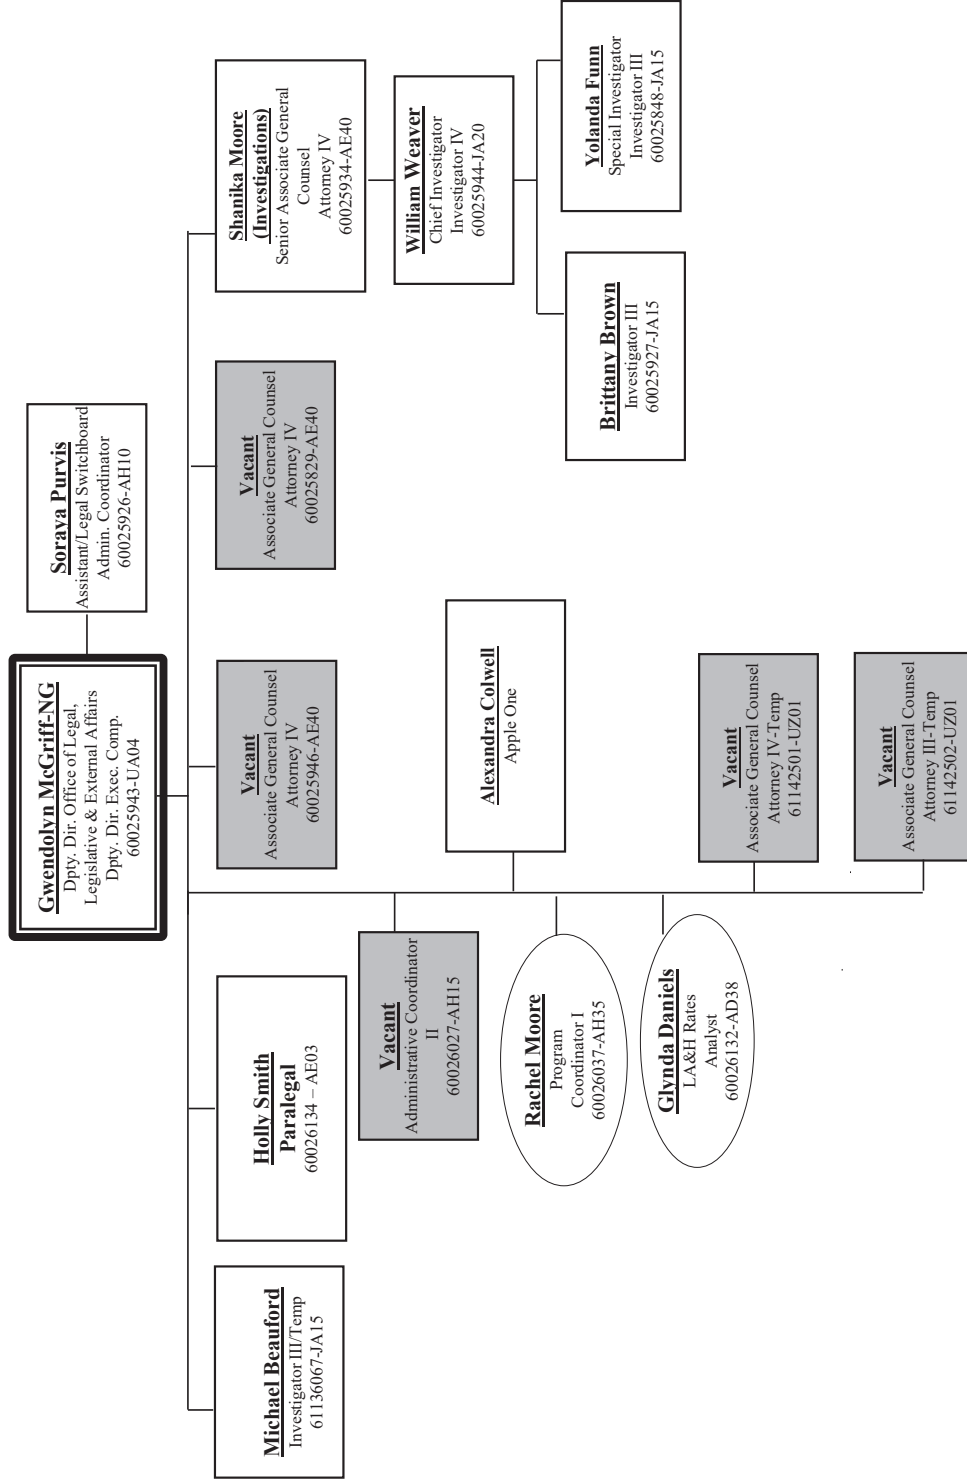 Gwendolyn McGriff-NG
Dpty. Dir. Office of Legal,
Legislative & External Affairs
Dpty. Dir. Exec. Comp.
60025943-UA04
Soraya Purvis
Assistant/Legal Switchboard
Admin. Coordinator
60025926-AH10
Michael Beauford
Investigator III/Temp
61136067-JA15
Holly Smith
Paralegal
60026134 – AE03
Vacant
Associate General Counsel
Attorney IV
60025946-AE40
Vacant
Associate General Counsel
Attorney IV
60025829-AE40
Shanika Moore
(Investigations)
Senior Associate General
Counsel
Attorney IV
60025934-AE40
Vacant
Administrative Coordinator
II
60026027-AH15
William Weaver
Chief Investigator
Investigator IV
60025944-JA20
Alexandra Colwell
Apple One
Rachel Moore
Program
Coordinator I
60026037-AH35
Brittany Brown
Investigator III
60025927-JA15
Yolanda Funn
Special Investigator
Investigator III
60025848-JA15
Glynda Daniels
LA&H Rates
Analyst
60026132-AD38
Vacant
Associate General Counsel
Attorney IV-Temp
61142501-UZ01
Vacant
Associate General Counsel
Attorney III-Temp
61142502-UZ01